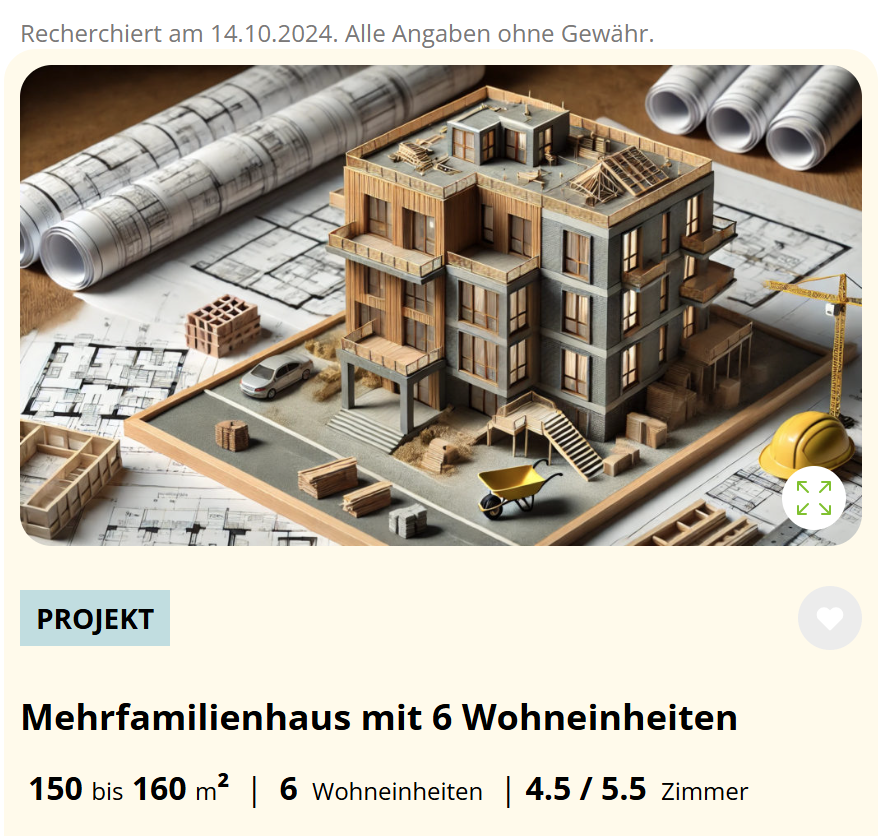 Recherchiert am 14.10.2024. Alle Angaben ohne Gewähr.
PROJEKT
Mehrfamilienhaus mit 6 Wohneinheiten
150 bis 160 m² | 6 Wohneinheiten | 4.5 / 5.5 Zimmer